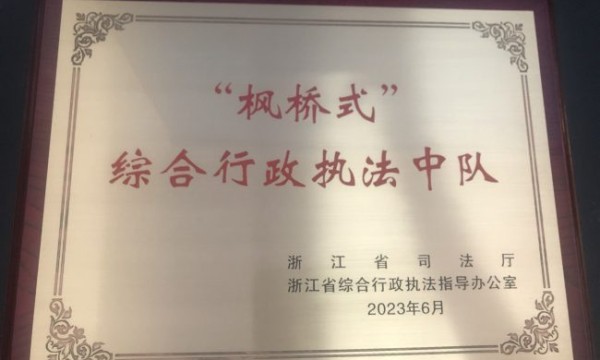 “枫桥式”
综合行政执法中队
浙江省司法厅
浙江省综合行政执法指导办公室
2023年6月